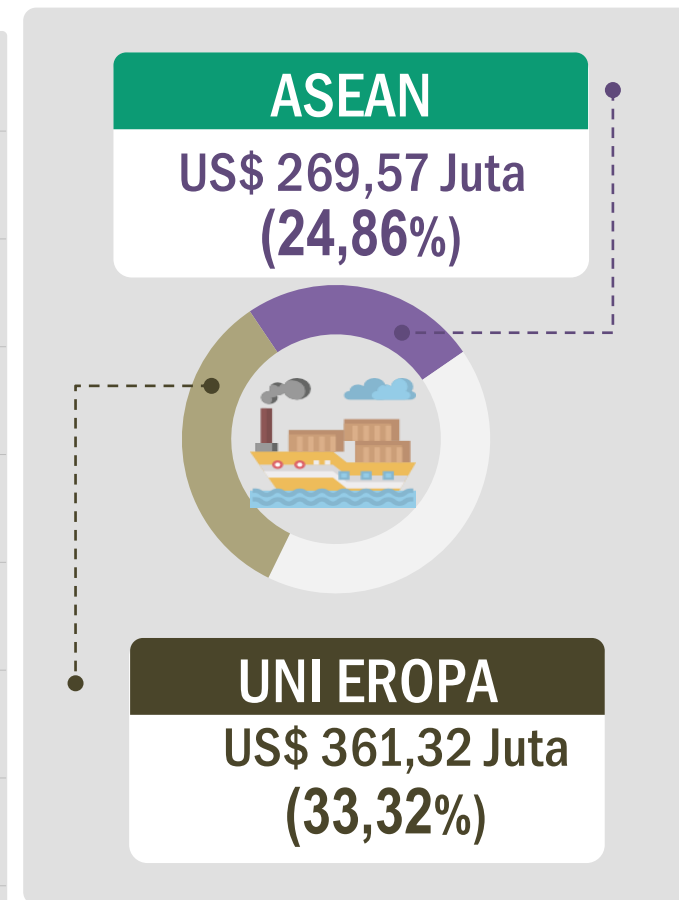 ASEAN
US$ 269,57 Juta
(24,86%)
UNI EROPA
US$ 361,32 Juta
(33,32%)